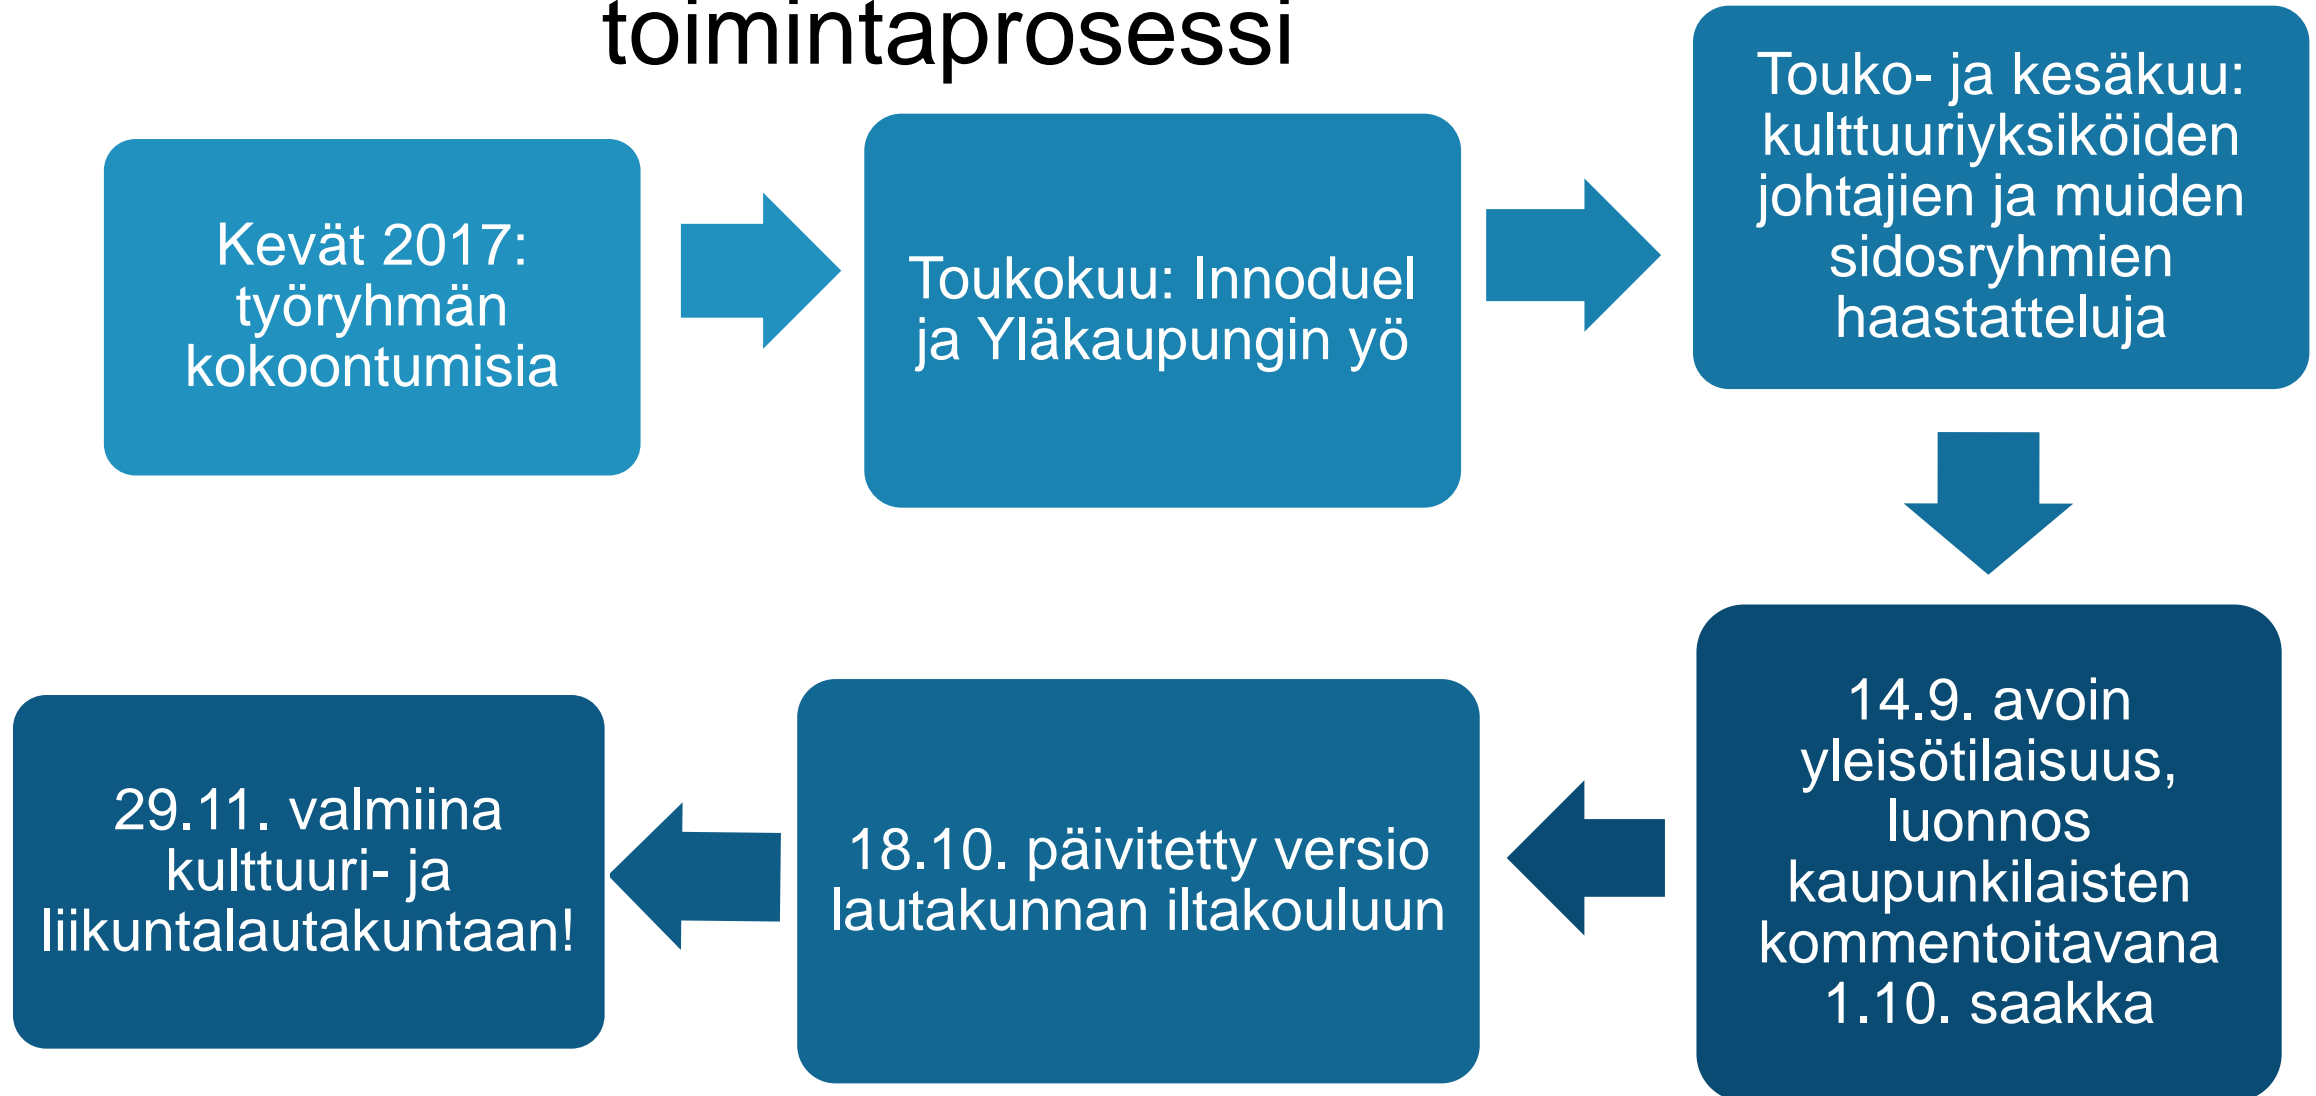 toimintaprosessi
Kevät 2017:
työryhmän
kokoontumisia
Toukokuu: Innoduel
ja Yläkaupungin yö
Touko- ja kesäkuu:
kulttuuriyksiköiden
johtajien ja muiden
sidosryhmien
haastatteluja
14.9. avoin
yleisötilaisuus,
luonnos
kaupunkilaisten
kommentoitavana
1.10. saakka
18.10. päivitetty versio
lautakunnan iltakouluun
29.11. valmiina
kulttuuri- ja
liikuntalautakuntaan!